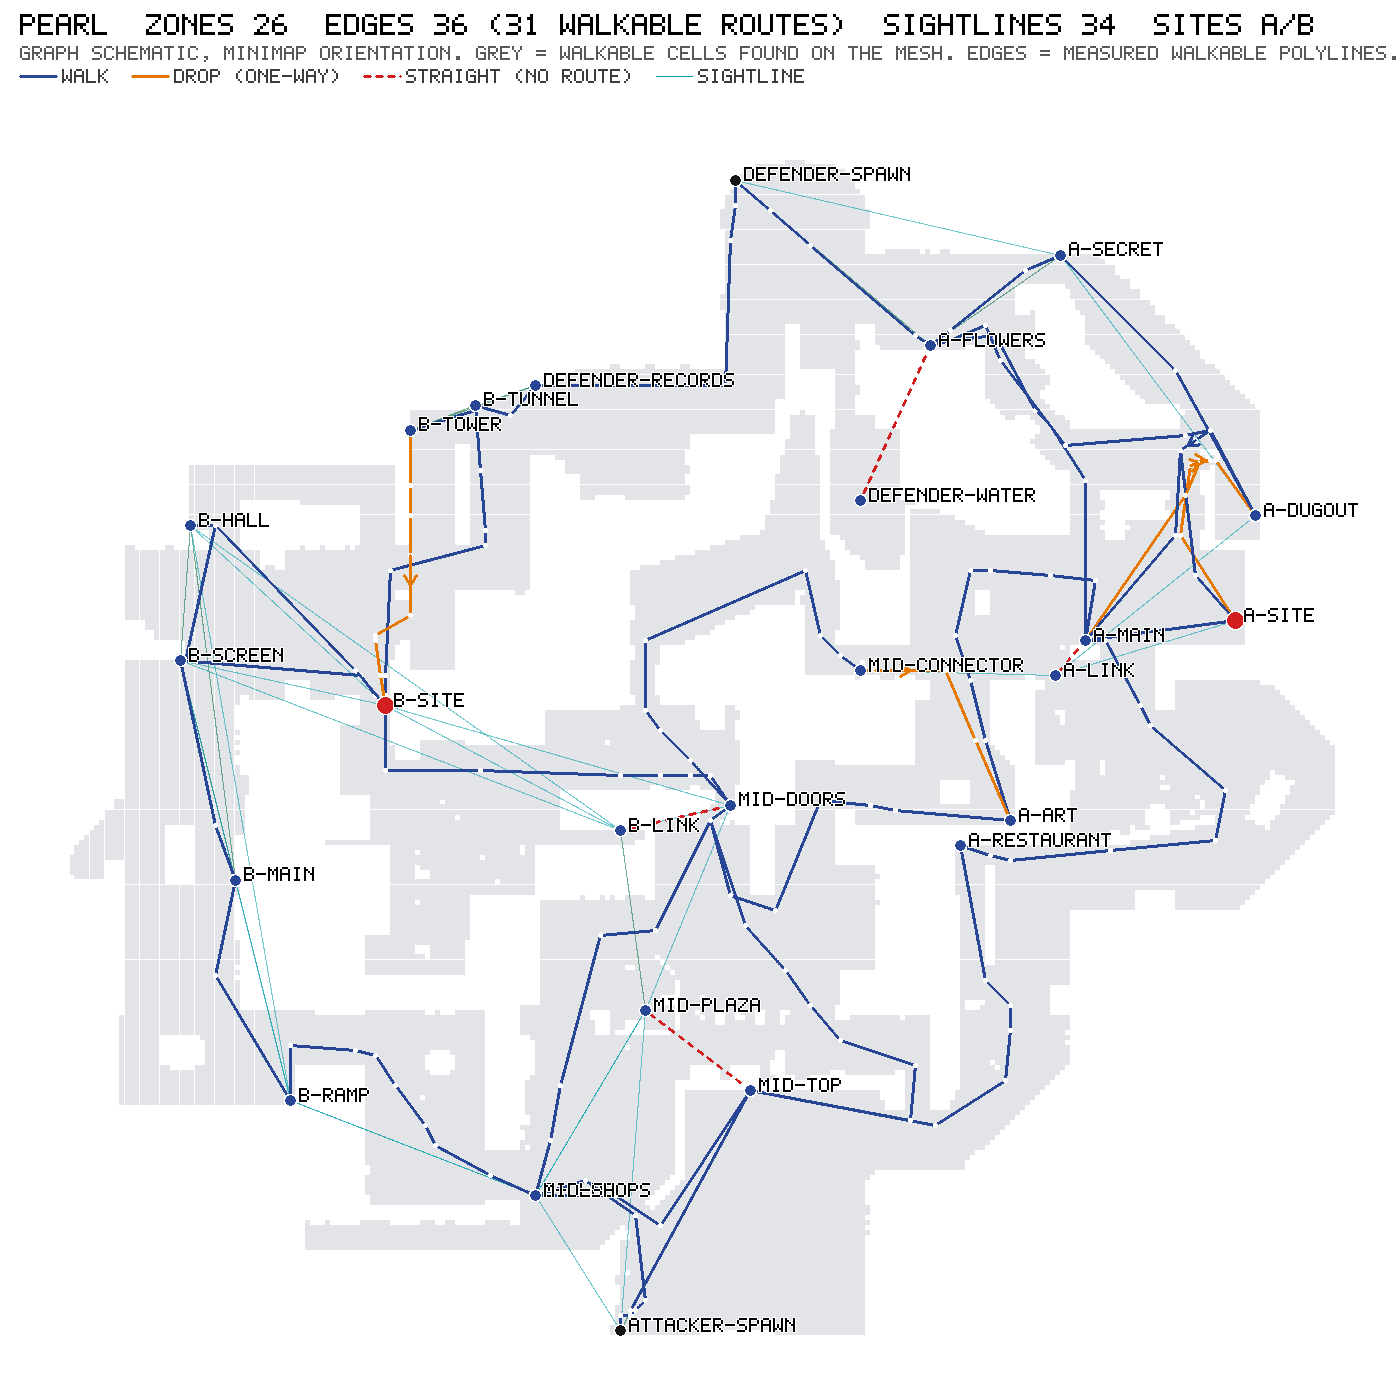 PEARL  ZONES 26  EDGES 36 (31 WALKABLE ROUTES)  SIGHTLINES 34  SITES A/B
GRAPH SCHEMATIC, MINIMAP ORIENTATION. GREY = WALKABLE CELLS FOUND ON THE MESH. EDGES = MEASURED WALKABLE POLYLINES.
WALK  DROP (ONE-WAY)  STRAIGHT (NO ROUTE)  SIGHTLINE
DEFENDER-SPAWN
A-SECRET
A-FLOWERS
DEFENDER-RECORDS
B-TUNNEL
B-TOWER
DEFENDER-WATER
A-DUGOUT
B-HALL
A-SITE
A-MAIN
B-SCREEN
MID-CONNECTOR
A-LINK
B-SITE
MID-DOORS
A-ART
B-LINK
A-RESTAURANT
B-MAIN
MID-PLAZA
MID-TOP
B-RAMP
MID-SHOPS
ATTACKER-SPAWN